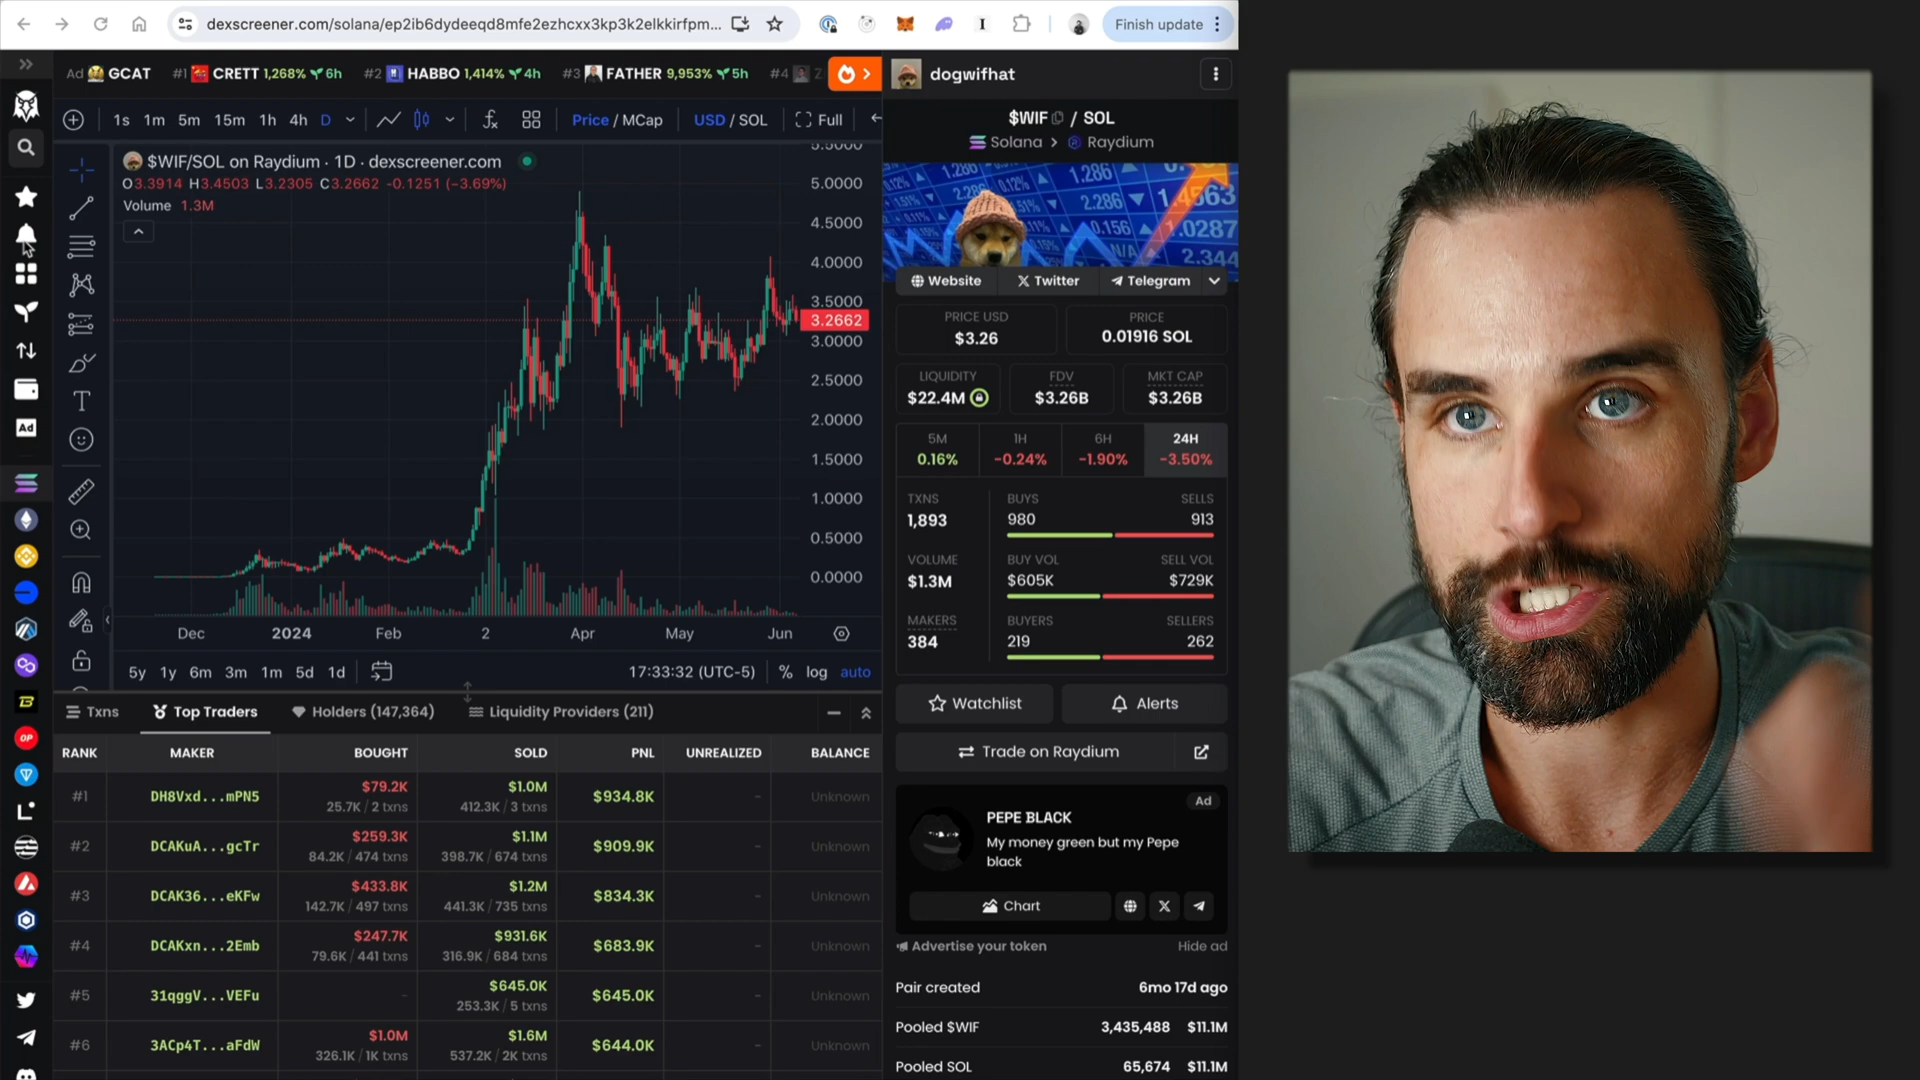 dexscreener.com/solana/ep2ib6dydeeqd8mfe2ezhcxx3kp3k2elkkirfpm...
Finish update
Ad GCAT #1 CRETT 1,268% 6h #2 HABBO 1,414% 4h #3 FATHER 9,953% 5h #4
dogwifhat
1s 1m 5m 15m 1h 4h D Price / MCap USD / SOL Full
$WIF / SOL
Solana > Raydium
$WIF/SOL on Raydium · 1D · dexscreener.com
O3.3914 H3.4503 L3.2305 C3.2662 -0.1251 (-3.69%)
Volume 1.3M
5.5000
5.0000
4.5000
4.0000
3.5000
3.2662
3.0000
2.5000
2.0000
1.5000
1.0000
0.5000
0.0000
Dec 2024 Feb 2 Apr May Jun
5y 1y 6m 3m 1m 5d 1d 17:33:32 (UTC-5) % log auto
Website Twitter Telegram
PRICE USD
$3.26
PRICE
0.01916 SOL
LIQUIDITY
$22.4M
FDV
$3.26B
MKT CAP
$3.26B
5M
0.16%
1H
-0.24%
6H
-1.90%
24H
-3.50%
TXNS
1,893
BUYS
980
SELLS
913
VOLUME
$1.3M
BUY VOL
$605K
SELL VOL
$729K
MAKERS
384
BUYERS
219
SELLERS
262
Watchlist Alerts
Trade on Raydium
Ad
PEPE BLACK
My money green but my Pepe
black
Chart
Advertise your token Hide ad
Pair created 6mo 17d ago
Pooled $WIF 3,435,488 $11.1M
Pooled SOL 65,674 $11.1M
Txns Top Traders Holders (147,364) Liquidity Providers (211)
RANK MAKER BOUGHT SOLD PNL UNREALIZED BALANCE
#1 DH8Vxd...mPN5 $79.2K $1.0M $934.8K - Unknown
25.7K / 2 txns 412.3K / 3 txns
#2 DCAKuA...gcTr $259.3K $1.1M $909.9K - Unknown
84.2K / 474 txns 398.7K / 674 txns
#3 DCAK36...eKFw $433.8K $1.2M $834.3K - Unknown
142.7K / 497 txns 441.3K / 735 txns
#4 DCAKxn...2Emb $247.7K $931.6K $683.9K - Unknown
79.6K / 441 txns 316.9K / 684 txns
#5 31qggV...VEFu - $645.0K $645.0K - Unknown
253.3K / 5 txns
#6 3ACp4T...aFdW $1.0M $1.6M $644.0K - Unknown
326.1K / 1K txns 537.2K / 2K txns